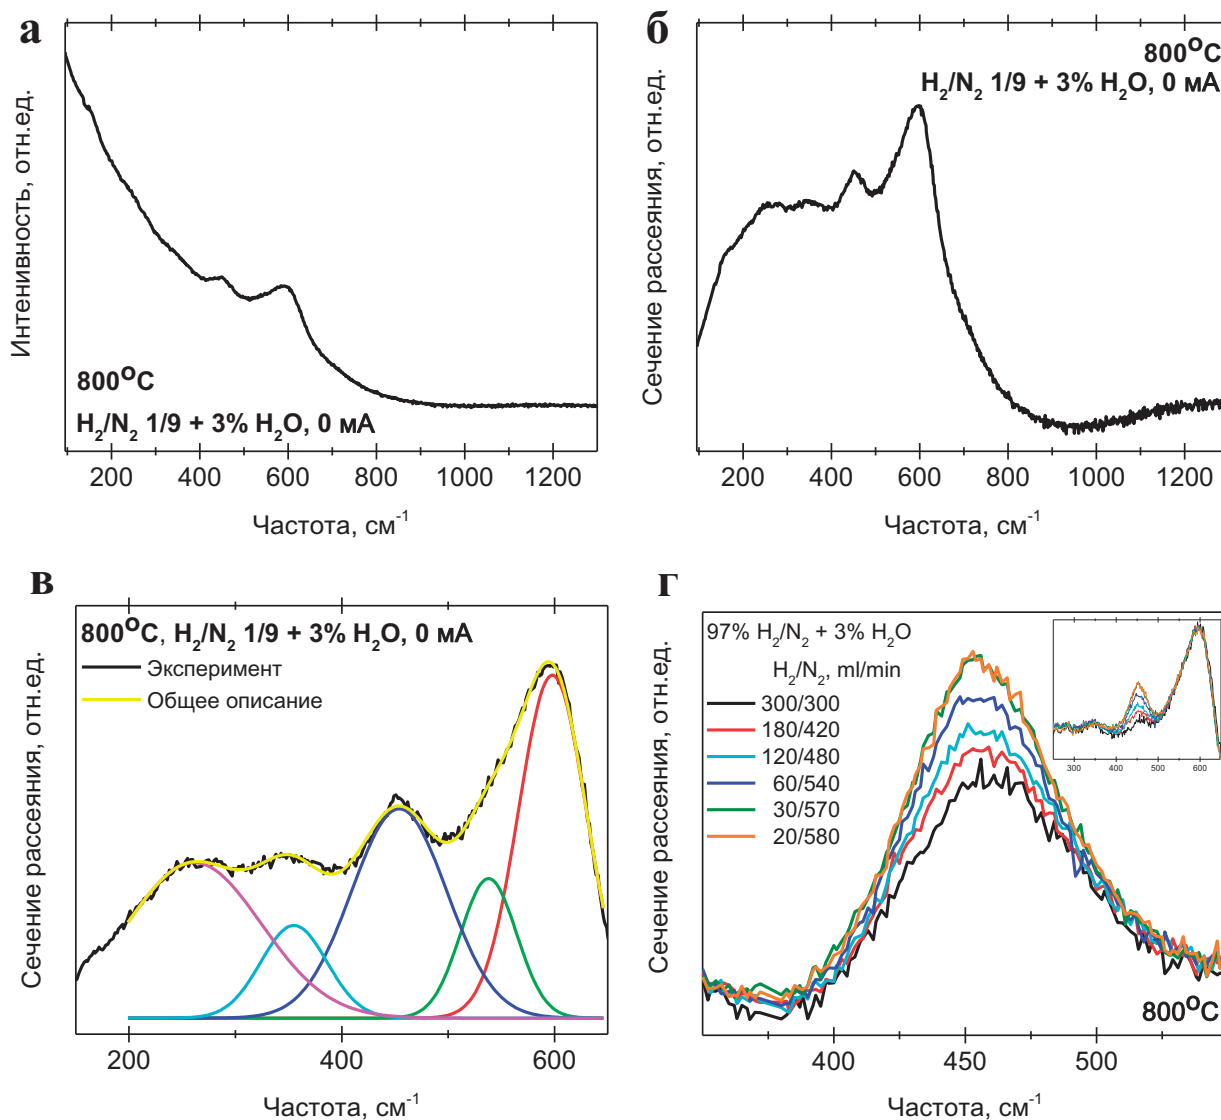 а
Интенивность, отн.ед.
800°C
H₂/N₂ 1/9 + 3% H₂O, 0 мА
200 400 600 800 1000 1200
Частота, см⁻¹
б
Сечение рассеяния, отн.ед.
800°C
H₂/N₂ 1/9 + 3% H₂O, 0 мА
200 400 600 800 1000 1200
Частота, см⁻¹
в
Сечение рассеяния, отн.ед.
800°C, H₂/N₂ 1/9 + 3% H₂O, 0 мА
Эксперимент
Общее описание
200 400 600
Частота, см⁻¹
г
Сечение рассеяния, отн.ед.
97% H₂/N₂ + 3% H₂O
H₂/N₂, ml/min
300/300
180/420
120/480
60/540
30/570
20/580
300 400 500 600
800°C
400 450 500
Частота, см⁻¹